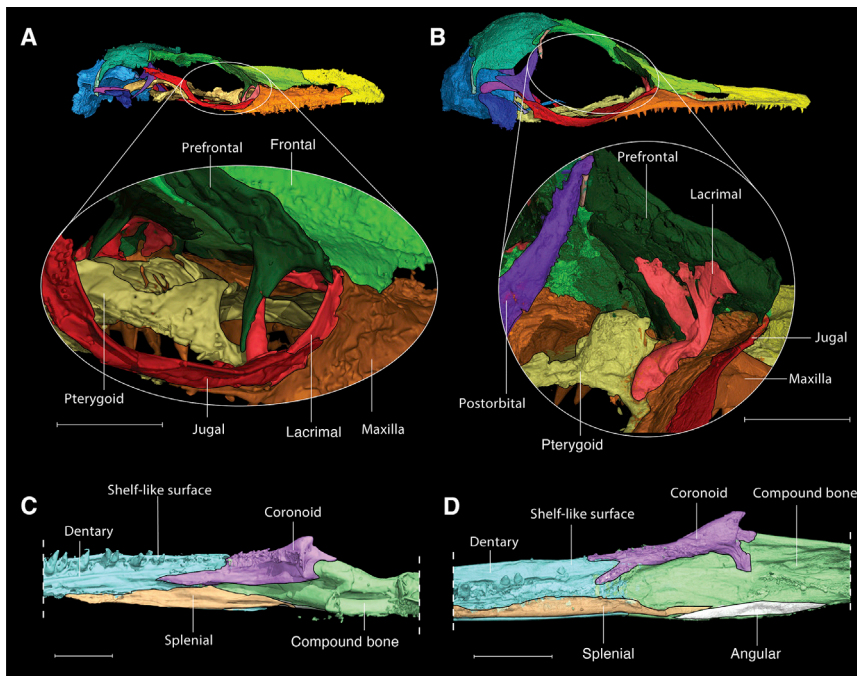 A
B
Prefrontal
Frontal
Prefrontal
Lacrimal
Pterygoid
Jugal
Lacrimal
Maxilla
Postorbital
Pterygoid
Jugal
Maxilla
C
Shelf-like surface
Dentary
Coronoid
Splenial
Compound bone
D
Coronoid
Compound bone
Shelf-like surface
Dentary
Splenial
Angular